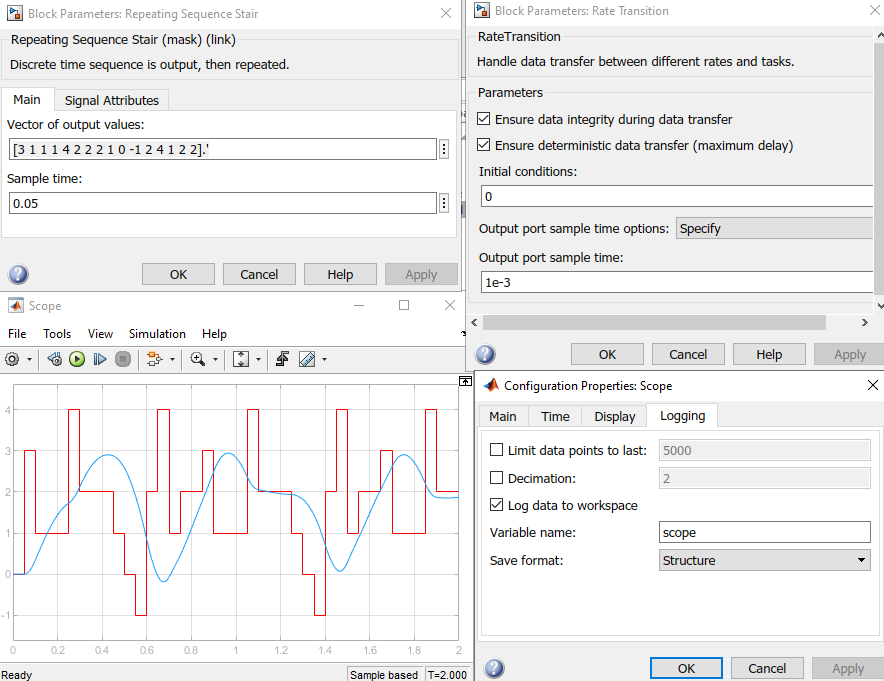 Block Parameters: Repeating Sequence Stair
Repeating Sequence Stair (mask) (link)
Discrete time sequence is output, then repeated.
Main
Signal Attributes
Vector of output values:
[3 1 1 1 4 2 2 2 1 0 -1 2 4 1 2 2].'
Sample time:
0.05
OK
Cancel
Help
Apply
Block Parameters: Rate Transition
RateTransition
Handle data transfer between different rates and tasks.
Parameters
Ensure data integrity during data transfer
Ensure deterministic data transfer (maximum delay)
Initial conditions:
0
Output port sample time options: Specify
Output port sample time:
1e-3
OK
Cancel
Help
Apply
Scope
File Tools View Simulation Help
4
3
2
1
0
-1
0 0.2 0.4 0.6 0.8 1 1.2 1.4 1.6 1.8 2
Ready
Sample based
T=2.000
Configuration Properties: Scope
Main Time Display Logging
Limit data points to last: 5000
Decimation: 2
Log data to workspace
Variable name: scope
Save format: Structure
OK
Cancel
Apply